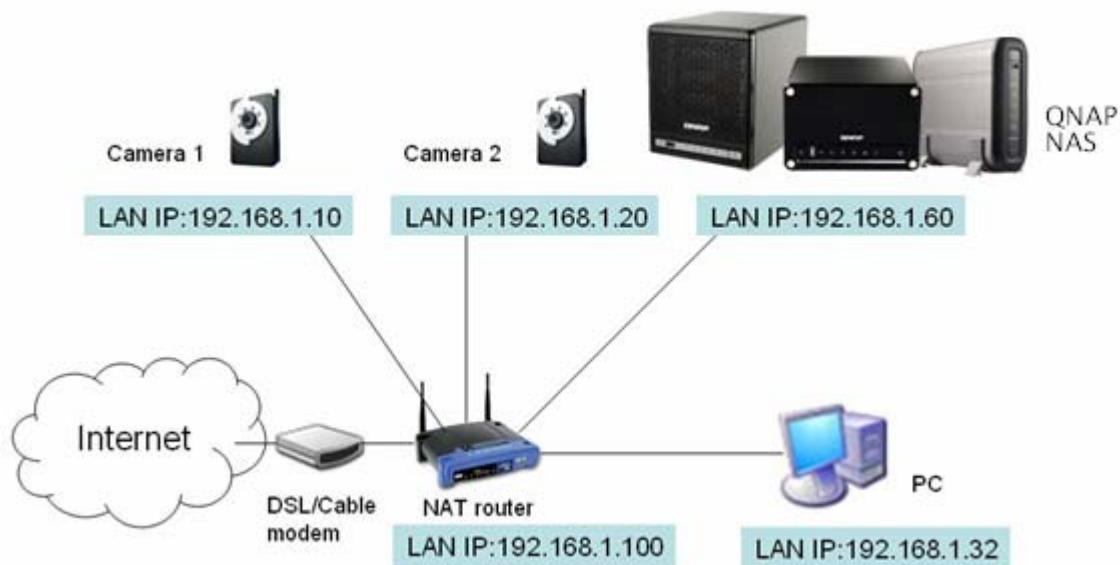 QNAP
NAS
Camera 1
Camera 2
LAN IP:192.168.1.10
LAN IP:192.168.1.20
LAN IP:192.168.1.60
Internet
DSL/Cable
modem
NAT router
PC
LAN IP:192.168.1.100
LAN IP:192.168.1.32